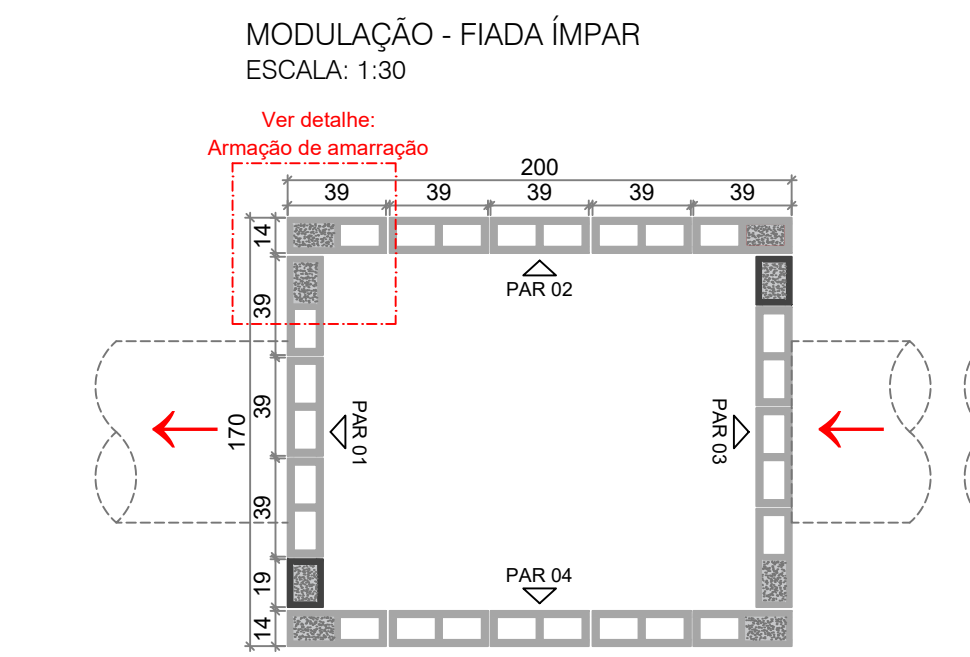 MODULAÇÃO - FIADA ÍMPAR
ESCALA: 1:30
Ver detalhe:
Armação de amarração
200
39 39 39 39 39
14
PAR 02
39
39
170
PAR 01
PAR 03
39
19
PAR 04
14